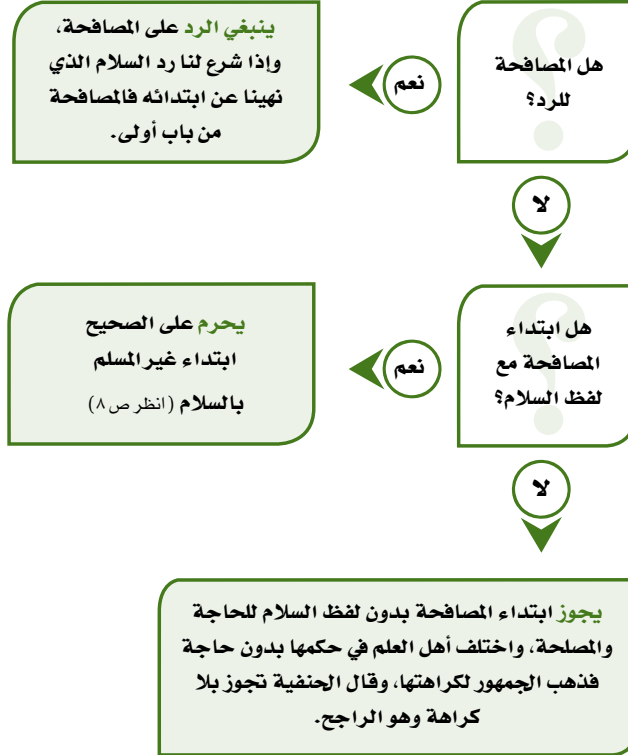 هل المصافحة
للرد؟
نعم
ينبغي الرد على المصافحة،
وإذا شرع لنا رد السلام الذي
نهينا عن ابتدائه فالمصافحة
من باب أولى.
لا
هل ابتداء
المصافحة مع
لفظ السلام؟
نعم
يحرم على الصحيح
ابتداء غير المسلم
بالسلام (انظر ص ٨)
لا
يجوز ابتداء المصافحة بدون لفظ السلام للحاجة
والمصلحة، واختلف أهل العلم في حكمها بدون حاجة
فذهب الجمهور لكراهتها، وقال الحنفية تجوز بلا
كراهة وهو الراجح.